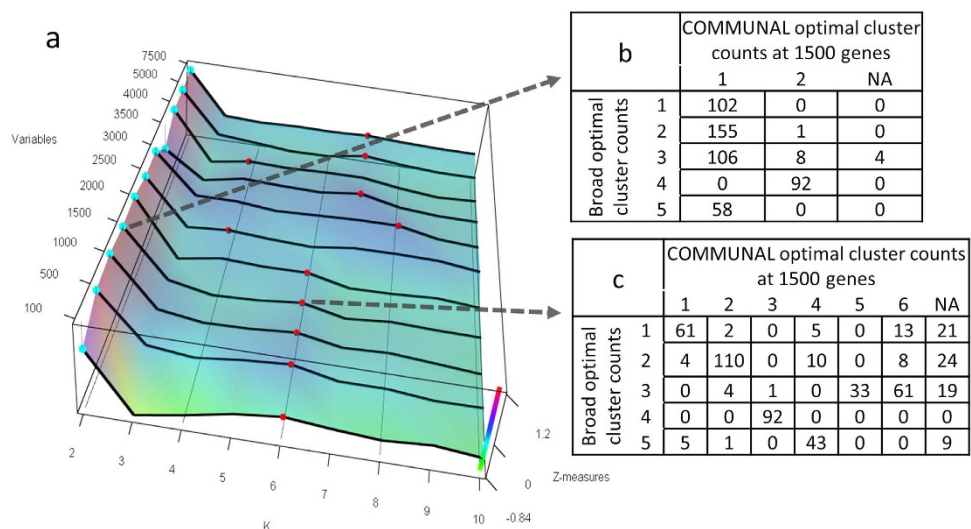 a
7500
5000
4000
3500
3000
2500
2000
1500
1000
500
100
Variables
2
3
4
5
6
7
8
9
10
K
1.2
0
-0.84
Z-measures
b
COMMUNAL optimal cluster
counts at 1500 genes
1 2 NA
Broad optimal
cluster counts
1 102 0 0
2 155 1 0
3 106 8 4
4 0 92 0
5 58 0 0
c
COMMUNAL optimal cluster counts
at 1500 genes
1 2 3 4 5 6 NA
Broad optimal
cluster counts
1 61 2 0 5 0 13 21
2 4 110 0 10 0 8 24
3 0 4 1 0 33 61 19
4 0 0 92 0 0 0 0
5 5 1 0 43 0 0 9